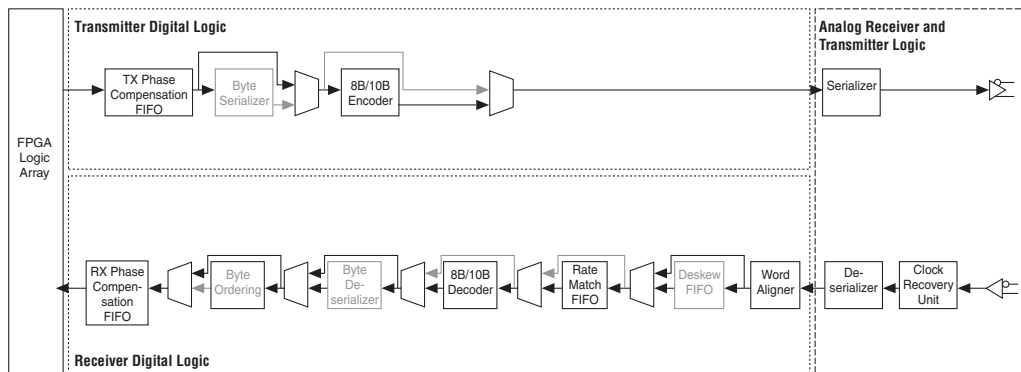 Transmitter Digital Logic
Analog Receiver and
Transmitter Logic
TX Phase
Compensation
FIFO
Byte
Serializer
8B/10B
Encoder
Serializer
FPGA
Logic
Array
RX Phase
Compen-
sation
FIFO
Byte
Ordering
Byte
De-
serializer
8B/10B
Decoder
Rate
Match
FIFO
Deskew
FIFO
Word
Aligner
De-
serializer
Clock
Recovery
Unit
Receiver Digital Logic